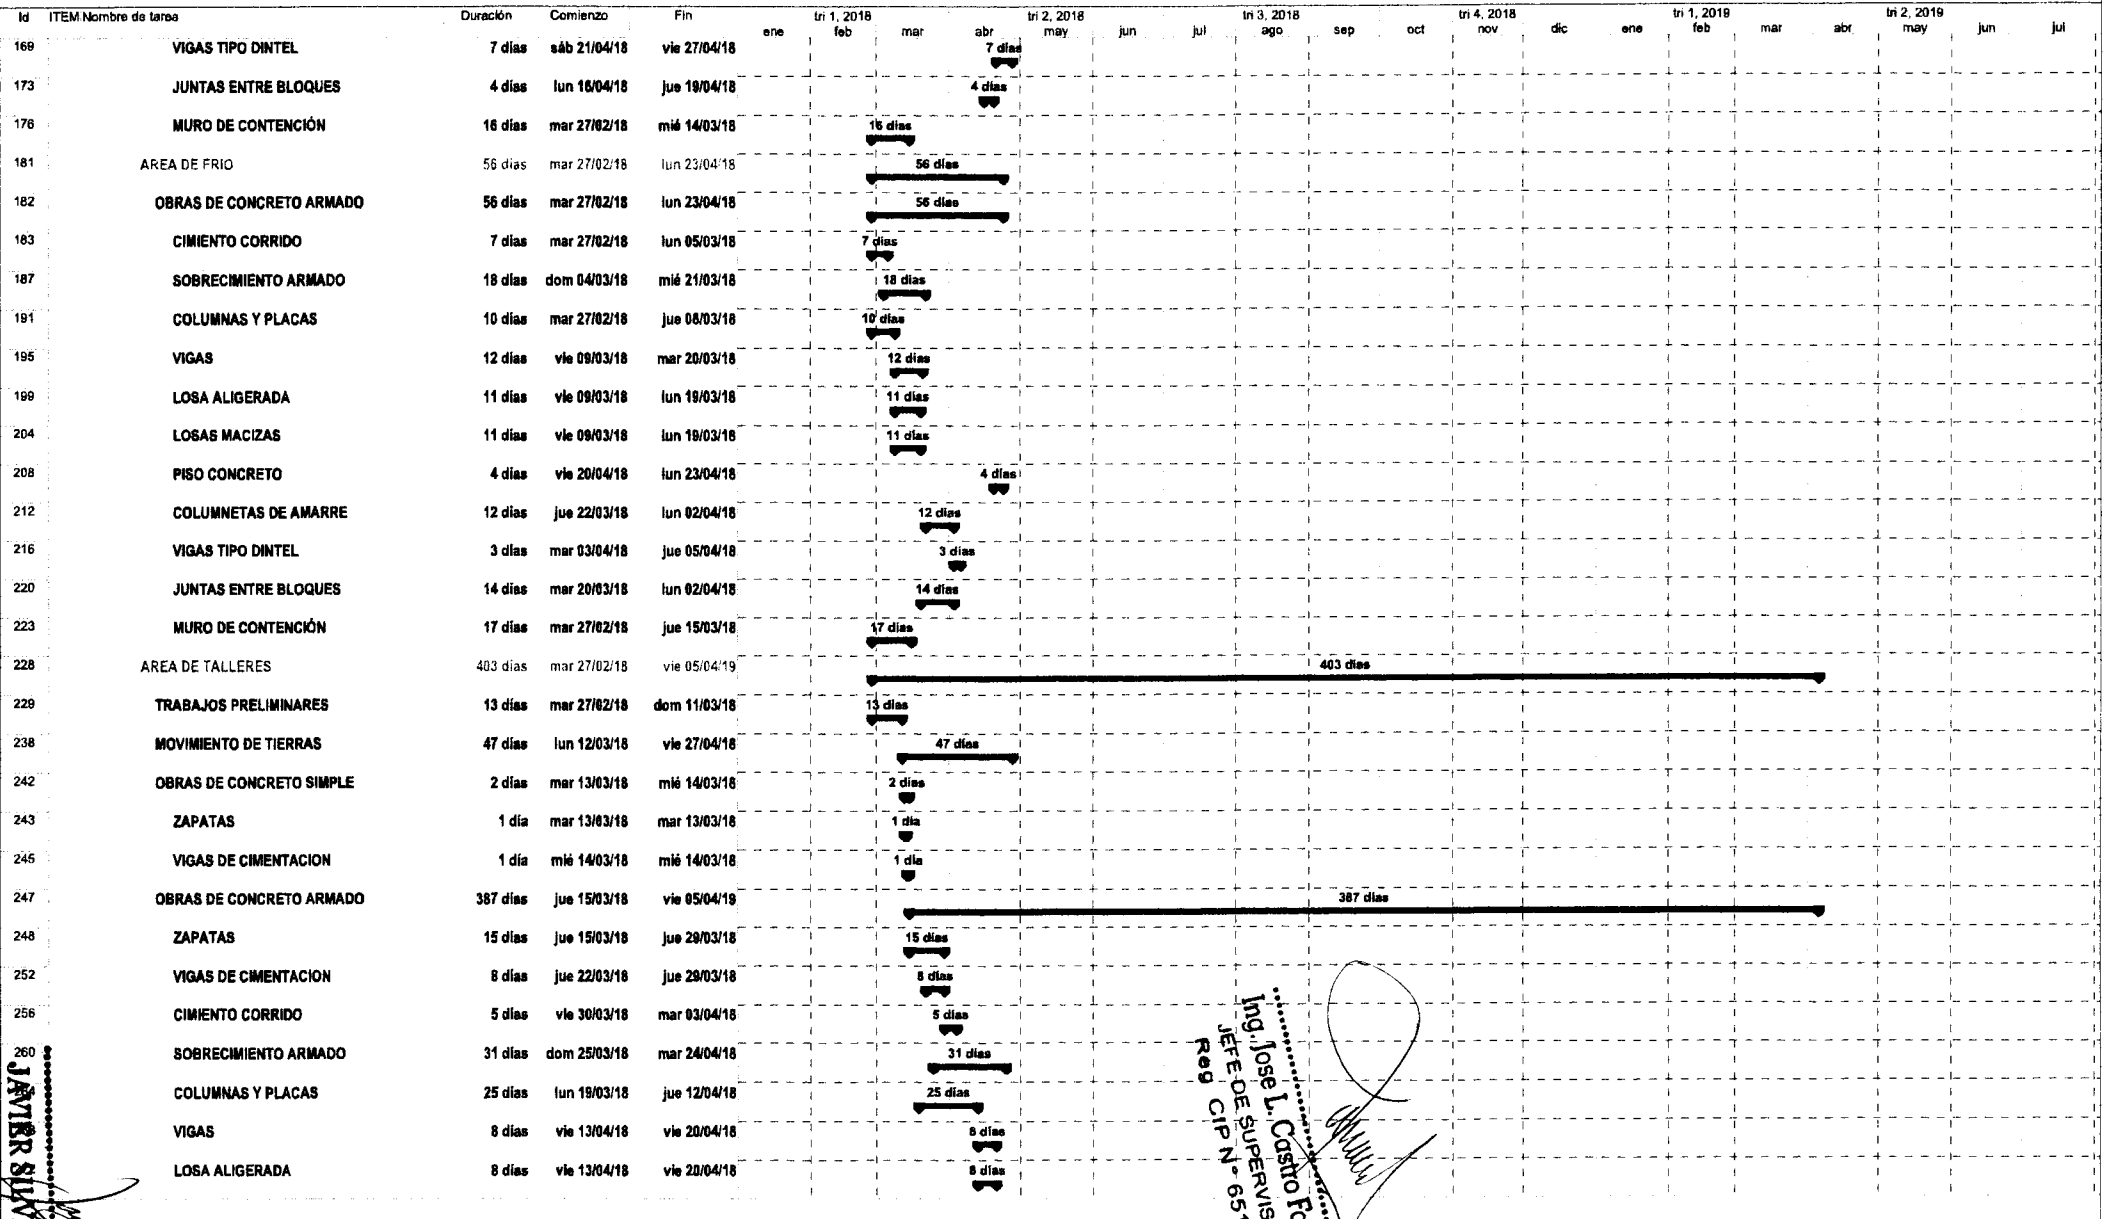 Id ITEM Nombre de tarea Duración Comienzo Fin tri 1, 2018 tri 2, 2018 tri 3, 2018 tri 4, 2018 tri 1, 2019 tri 2, 2019
ene feb mar abr may jun jul ago sep oct nov dic ene feb mar abr may jun jul
169 VIGAS TIPO DINTEL 7 días sáb 21/04/18 vie 27/04/18 7 días
173 JUNTAS ENTRE BLOQUES 4 días lun 16/04/18 jue 19/04/18 4 días
176 MURO DE CONTENCIÓN 16 días mar 27/02/18 mié 14/03/18 16 días
181 AREA DE FRIO 56 días mar 27/02/18 lun 23/04/18 56 días
182 OBRAS DE CONCRETO ARMADO 56 días mar 27/02/18 lun 23/04/18 56 días
183 CIMIENTO CORRIDO 7 días mar 27/02/18 lun 05/03/18 7 días
187 SOBRECIMIENTO ARMADO 18 días dom 04/03/18 mié 21/03/18 18 días
191 COLUMNAS Y PLACAS 10 días mar 27/02/18 jue 08/03/18 10 días
195 VIGAS 12 días vie 09/03/18 mar 20/03/18 12 días
199 LOSA ALIGERADA 11 días vie 09/03/18 lun 19/03/18 11 días
204 LOSAS MACIZAS 11 días vie 09/03/18 lun 19/03/18 11 días
208 PISO CONCRETO 4 días vie 20/04/18 lun 23/04/18 4 días
212 COLUMNETAS DE AMARRE 12 días jue 22/03/18 lun 02/04/18 12 días
216 VIGAS TIPO DINTEL 3 días mar 03/04/18 jue 05/04/18 3 días
220 JUNTAS ENTRE BLOQUES 14 días mar 20/03/18 lun 02/04/18 14 días
223 MURO DE CONTENCIÓN 17 días mar 27/02/18 jue 15/03/18 17 días
228 AREA DE TALLERES 403 días mar 27/02/18 vie 05/04/19 403 días
229 TRABAJOS PRELIMINARES 13 días mar 27/02/18 dom 11/03/18 13 días
238 MOVIMIENTO DE TIERRAS 47 días lun 12/03/18 vie 27/04/18 47 días
242 OBRAS DE CONCRETO SIMPLE 2 días mar 13/03/18 mié 14/03/18 2 días
243 ZAPATAS 1 día mar 13/03/18 mar 13/03/18 1 día
245 VIGAS DE CIMENTACION 1 día mié 14/03/18 mié 14/03/18 1 día
247 OBRAS DE CONCRETO ARMADO 387 días jue 15/03/18 vie 05/04/19 387 días
248 ZAPATAS 15 días jue 15/03/18 jue 29/03/18 15 días
252 VIGAS DE CIMENTACION 8 días jue 22/03/18 jue 29/03/18 8 días
256 CIMIENTO CORRIDO 5 días vie 30/03/18 mar 03/04/18 5 días
260 SOBRECIMIENTO ARMADO 31 días dom 25/03/18 mar 24/04/18 31 días
COLUMNAS Y PLACAS 25 días lun 19/03/18 jue 12/04/18 25 días
VIGAS 8 días vie 13/04/18 vie 20/04/18 8 días
LOSA ALIGERADA 8 días vie 13/04/18 vie 20/04/18 8 días
JAVIER
Ing. Jose L. Castro
JEFE DE
Reg CIP Nº